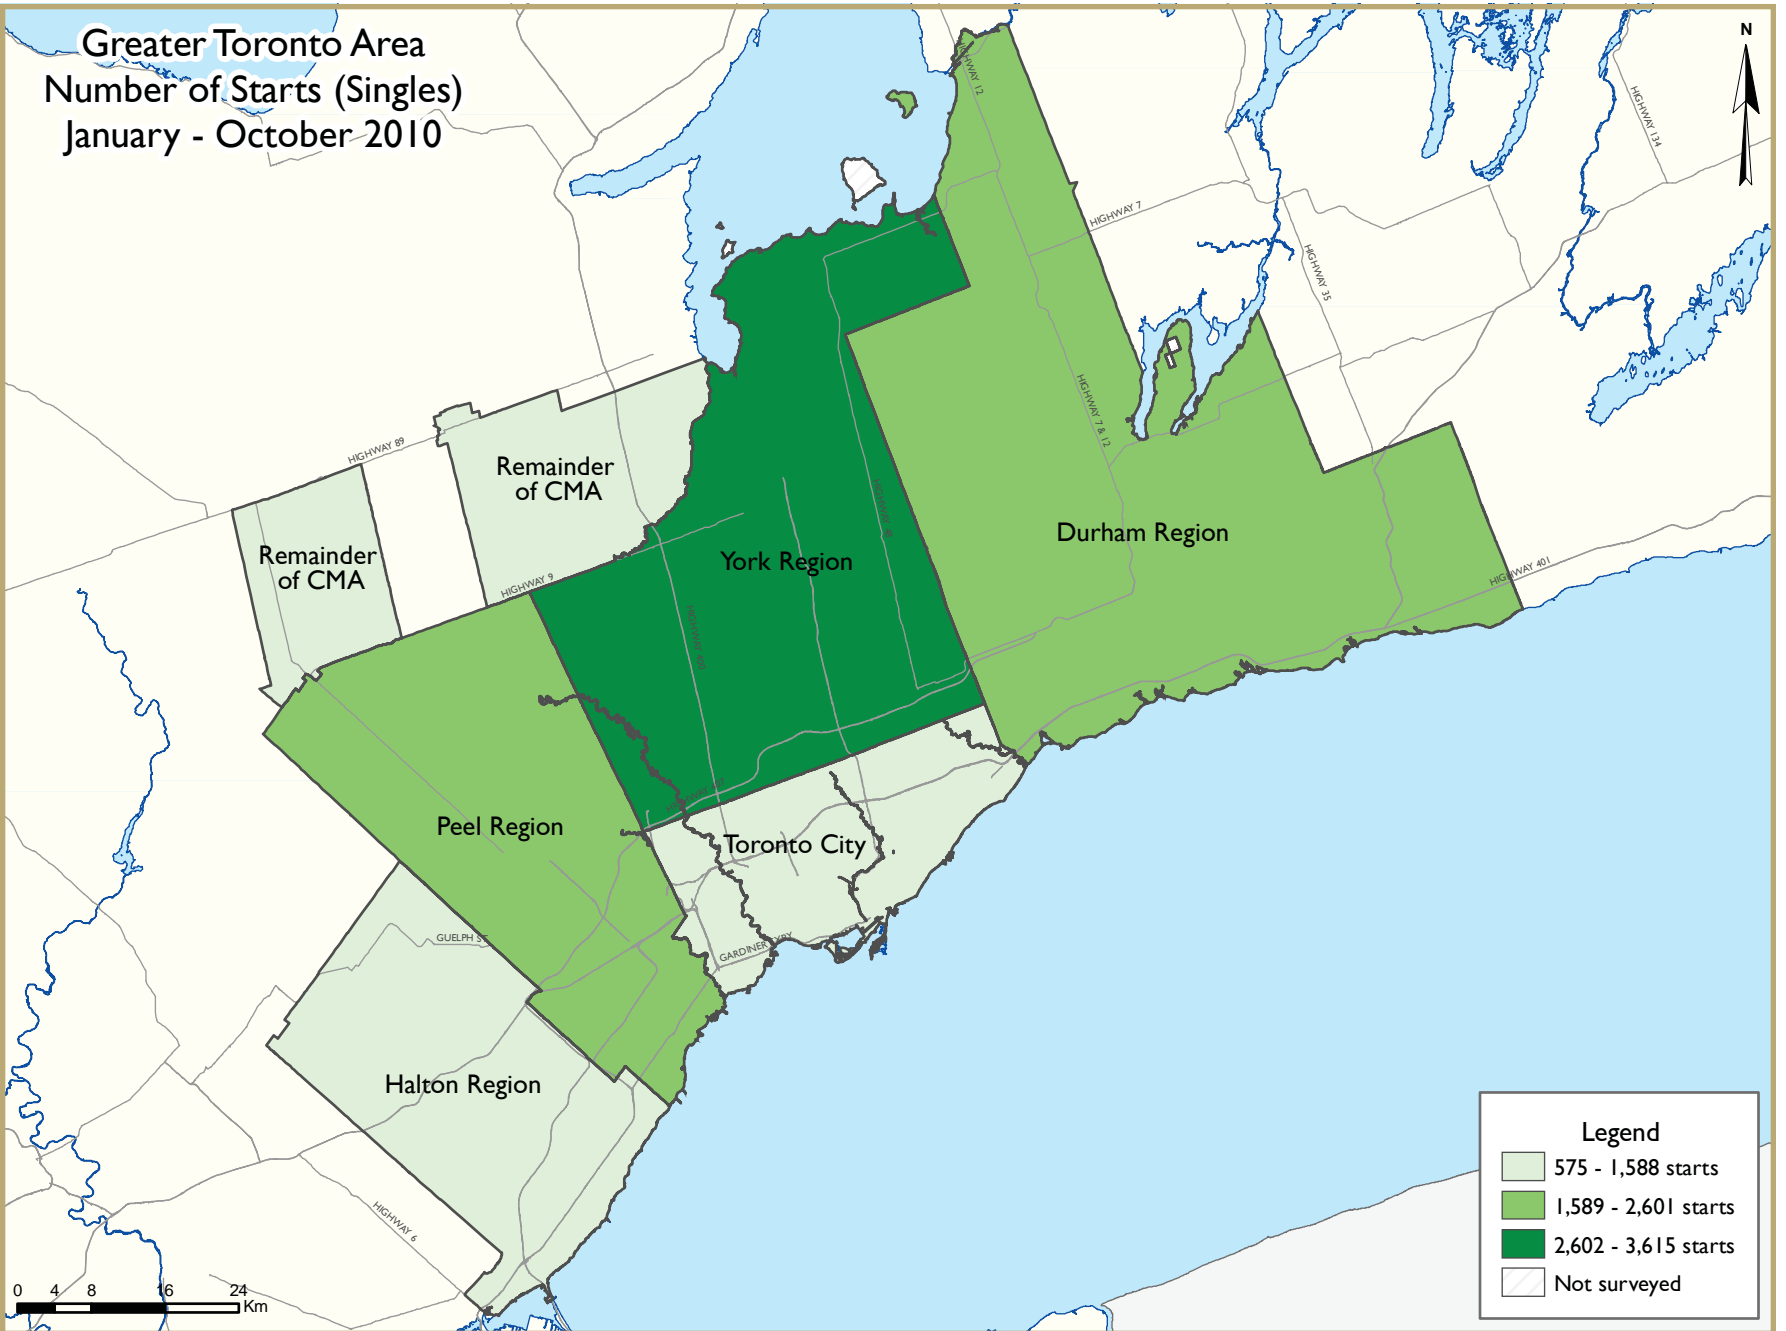 Greater Toronto Area
Number of Starts (Singles)
January - October 2010
N
HIGHWAY 12
HIGHWAY 134
HIGHWAY 7
HIGHWAY 35
HIGHWAY 7 & 12
HIGHWAY 89
Remainder
of CMA
Remainder
of CMA
HIGHWAY 9
York Region
Durham Region
HIGHWAY 401
Peel Region
Toronto City
GUELPH ST
GARDINER XPY
Halton Region
HIGHWAY 6
Legend
575 - 1,588 starts
1,589 - 2,601 starts
2,602 - 3,615 starts
Not surveyed
0 4 8 16 24
Km